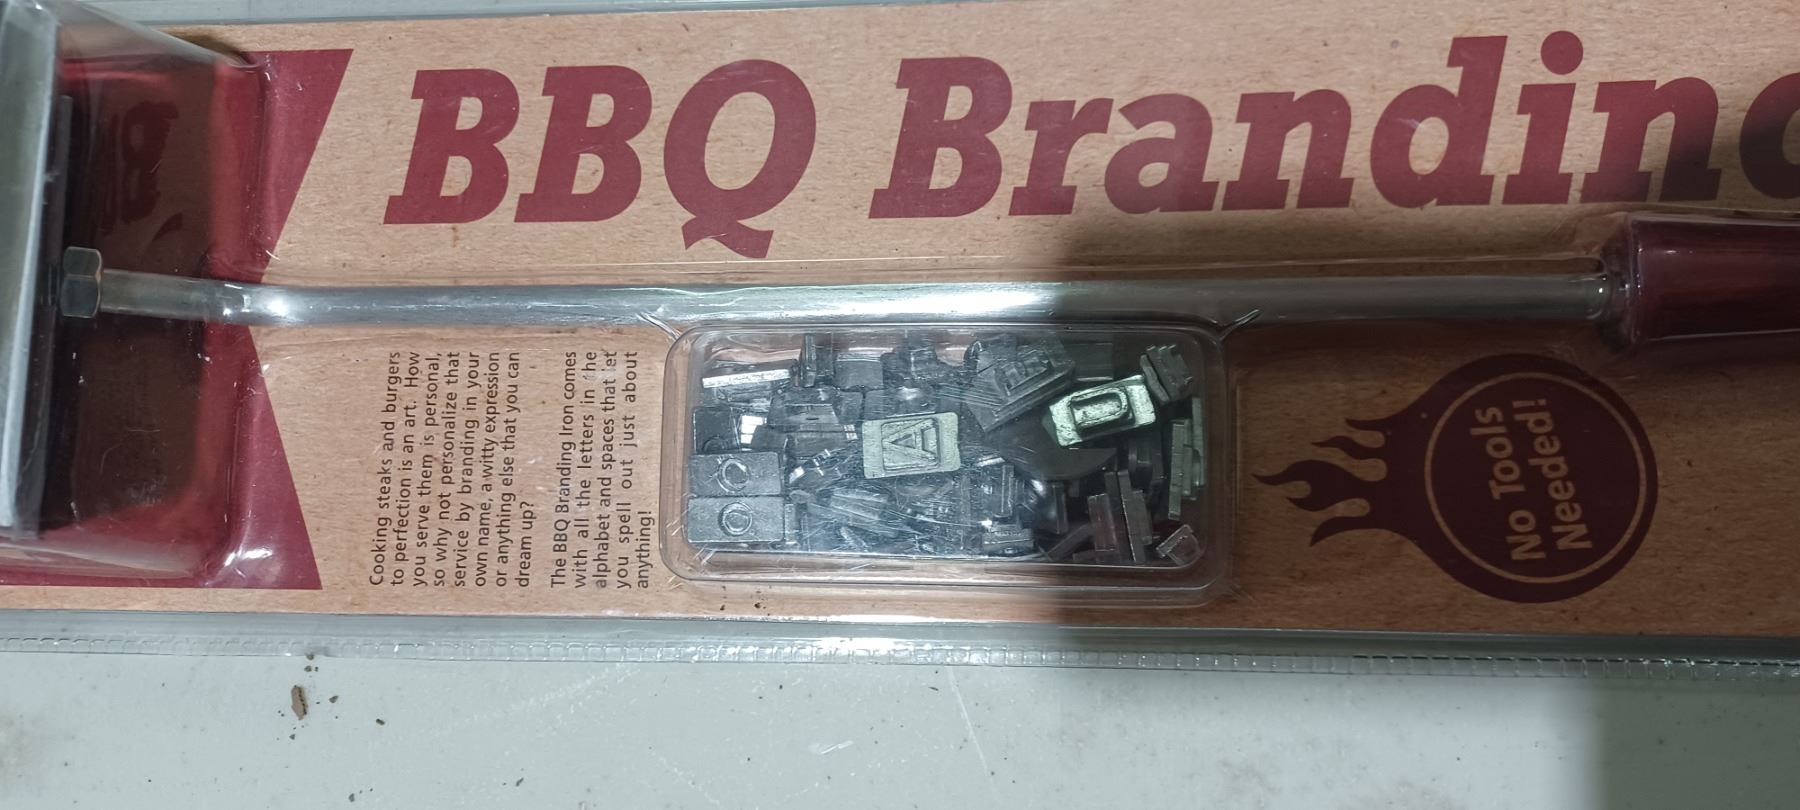 BBQ Branding
Cooking steaks and burgers
to perfection is an art. How
you serve them is personal,
so why not personalize that
service by branding in your
own name, a witty expression
or anything else that you can
dream up?
The BBQ Branding Iron comes
with all the letters in the
alphabet and spaces that let
you spell out just about
anything!
A
U
No Tools
Needed!